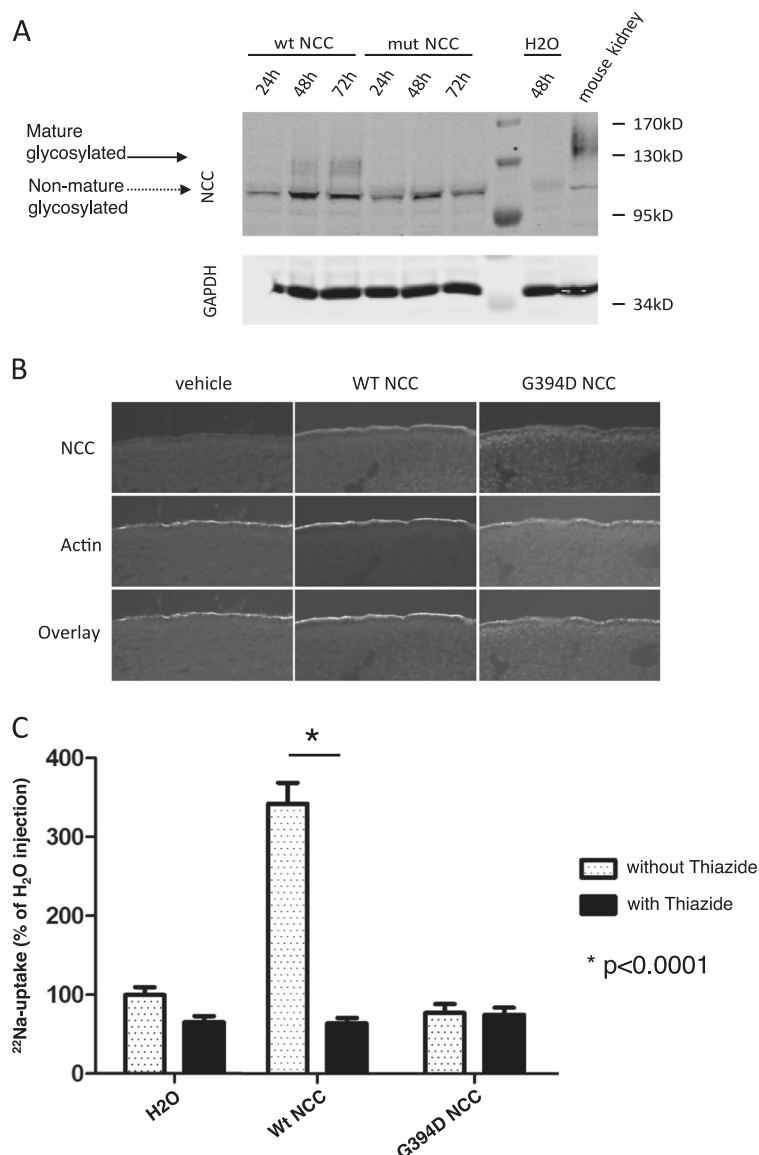 A
wt NCC
mut NCC
H2O
24h
48h
72h
24h
48h
72h
48h
mouse kidney
Mature
glycosylated
Non-mature
glycosylated
NCC
170kD
130kD
95kD
GAPDH
34kD
B
vehicle
WT NCC
G394D NCC
NCC
Actin
Overlay
C
*
400
300
200
100
0
²²Na-uptake (% of H₂O injection)
without Thiazide
with Thiazide
* p<0.0001
H2O
Wt NCC
G394D NCC